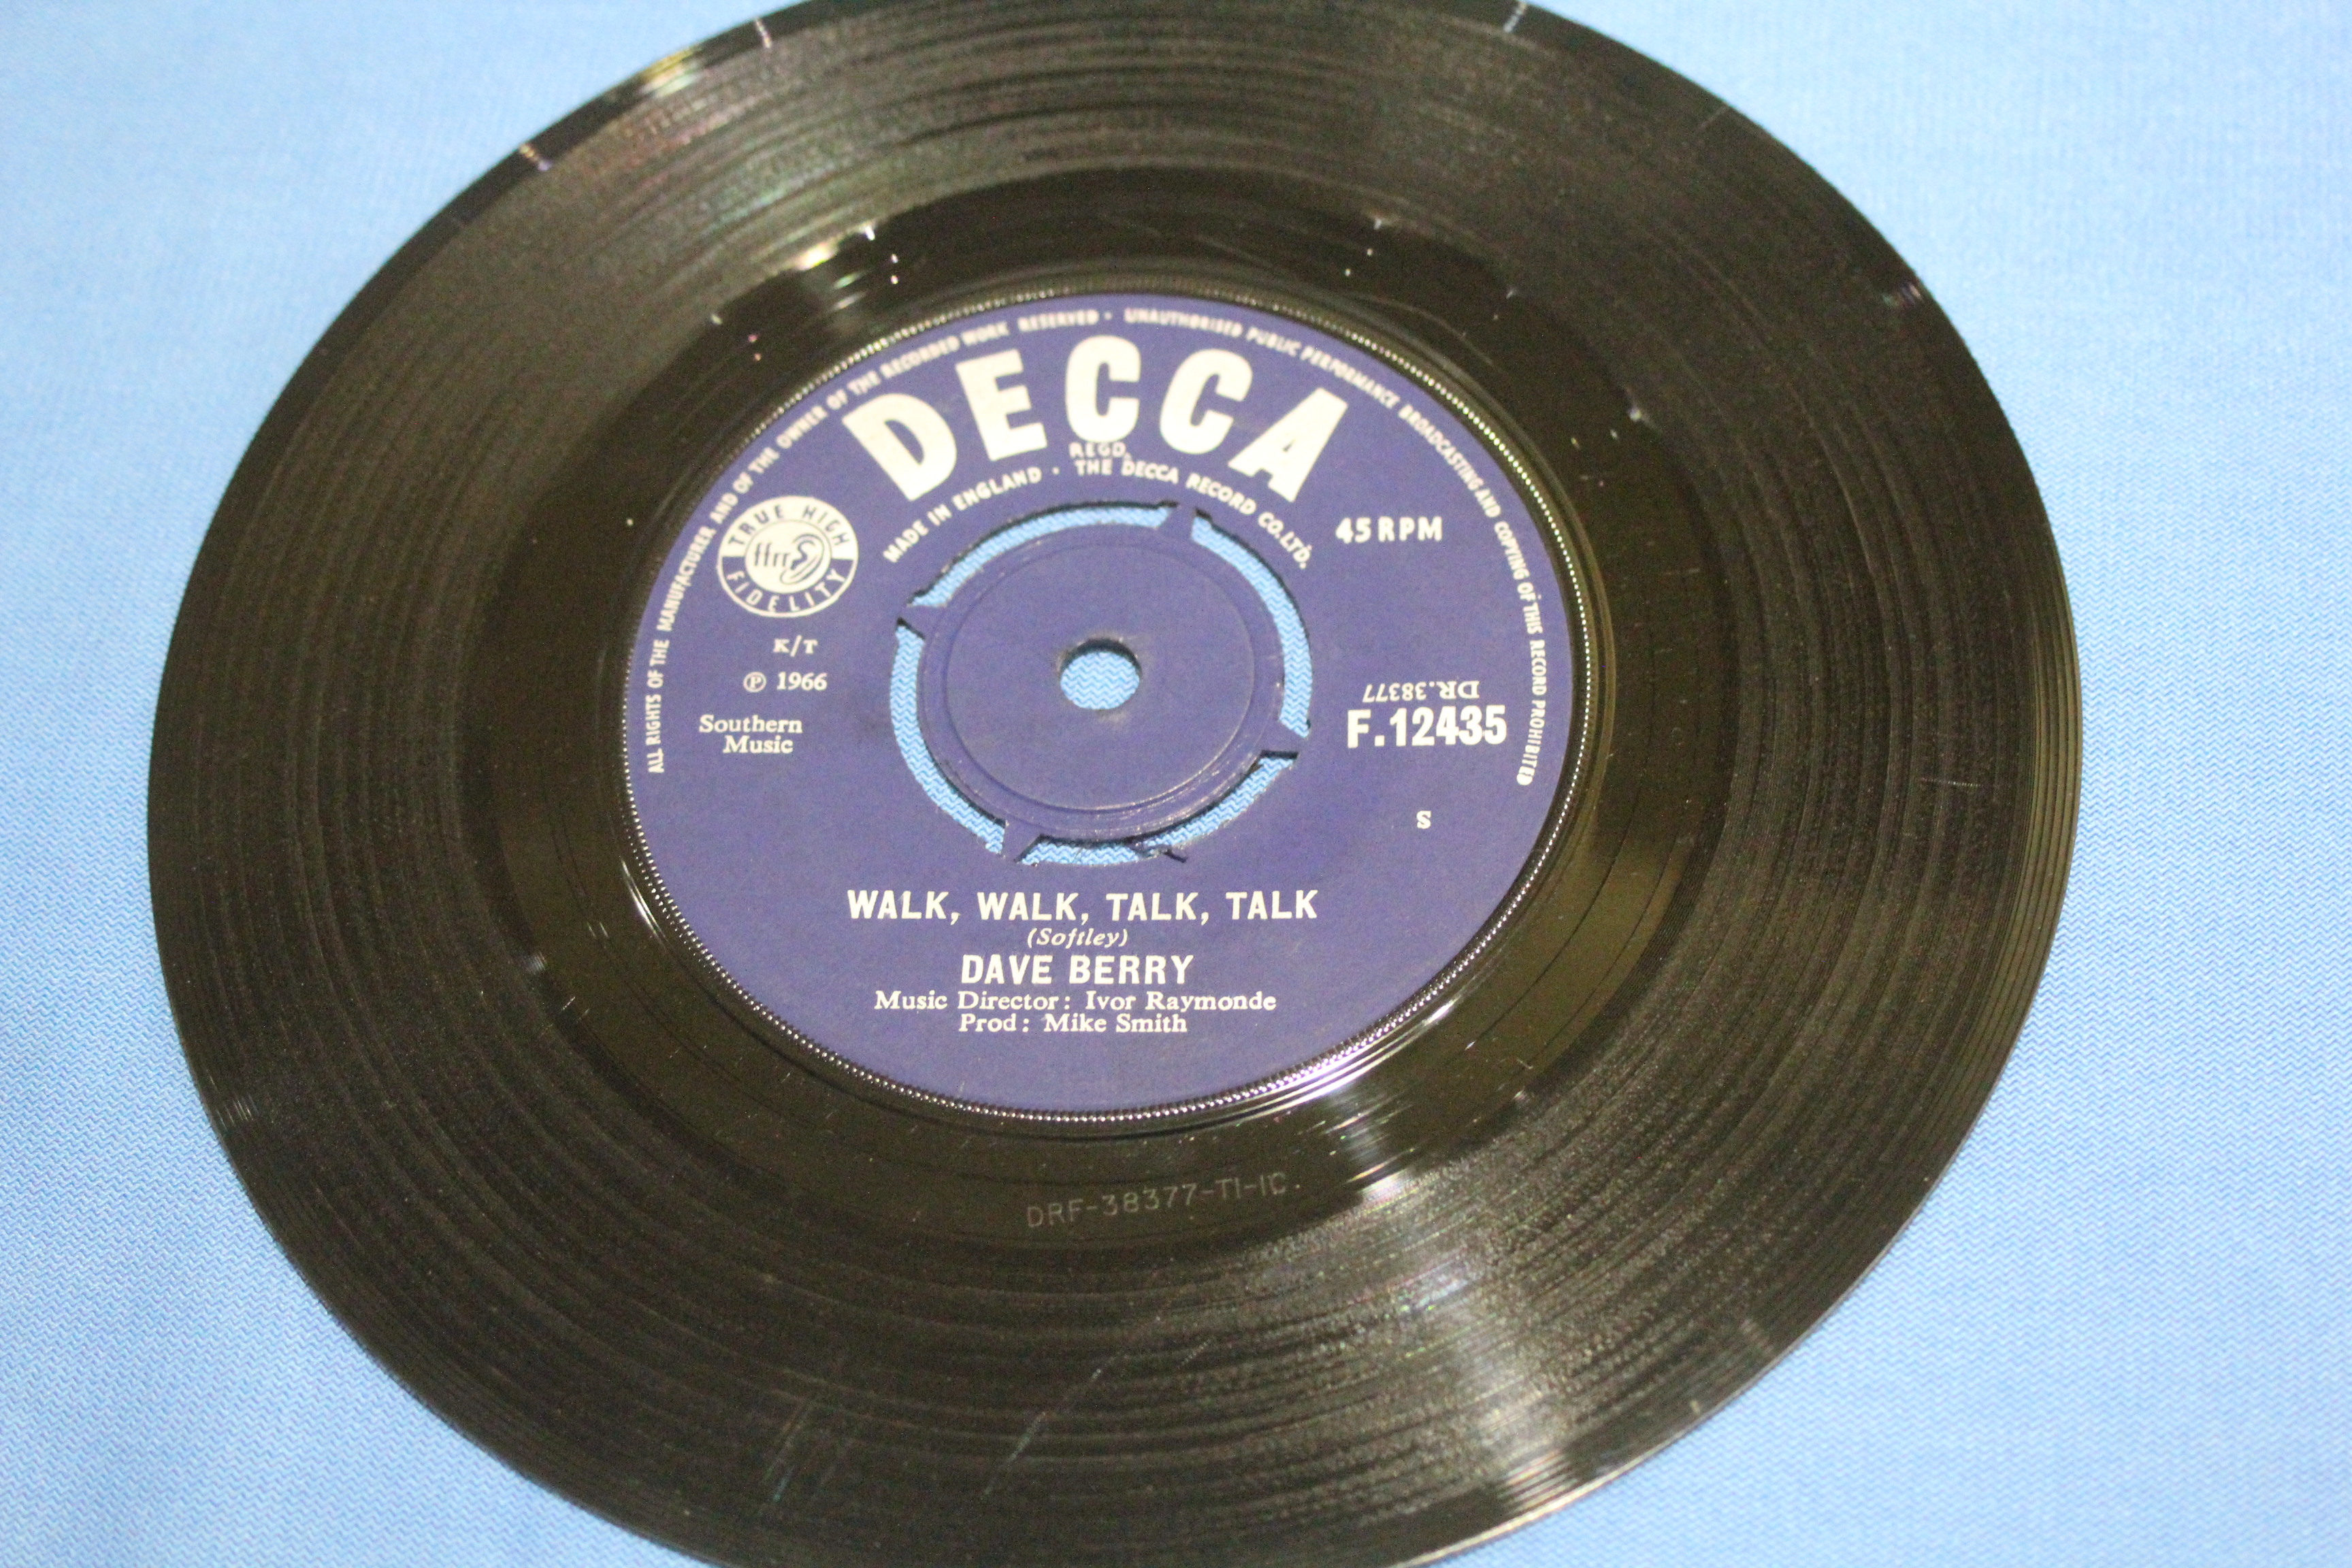 ALL RIGHTS OF THE MANUFACTURER AND OF THE OWNER OF THE RECORDED WORK RESERVED · UNAUTHORISED PUBLIC PERFORMANCE BROADCASTING AND COPYING OF THIS RECORD PROHIBITED
DECCA
REGD.
MADE IN ENGLAND · THE DECCA RECORD CO. LTD.
TRUE HIGH
ffrr
FIDELITY
45 RPM
K/T
℗ 1966
Southern
Music
DR.38377
F.12435
S
WALK, WALK, TALK, TALK
(Softley)
DAVE BERRY
Music Director: Ivor Raymonde
Prod: Mike Smith
DRF-38377-T1-1C